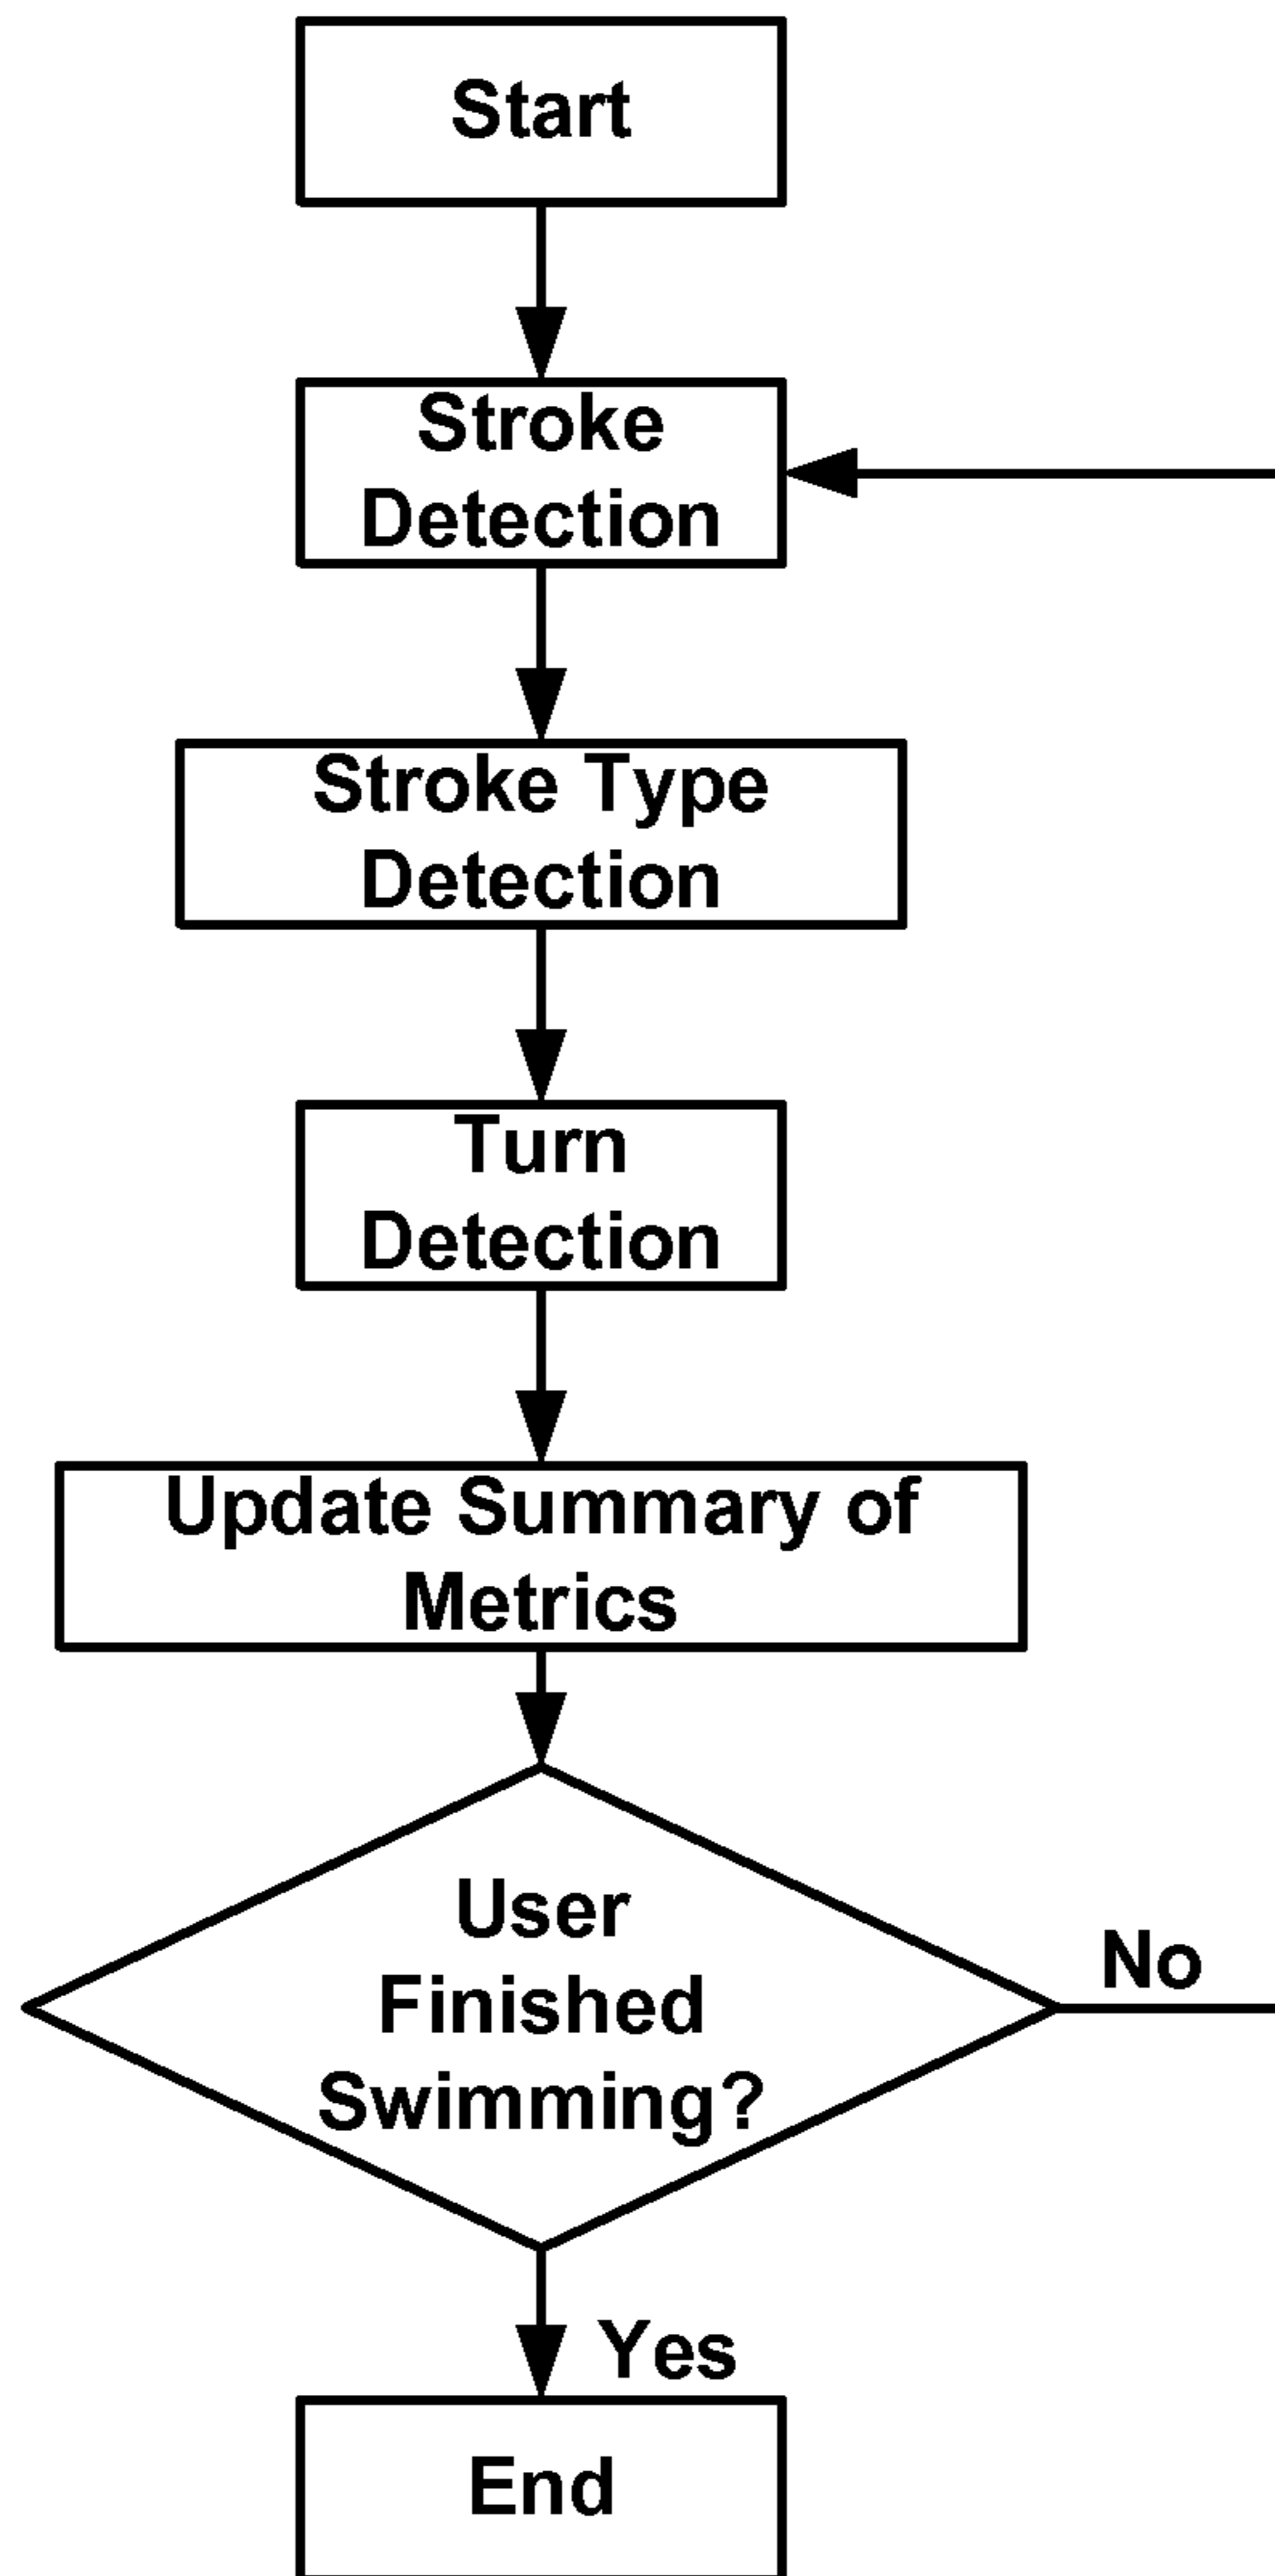 Start
Stroke
Detection
Stroke Type
Detection
Turn
Detection
Update Summary of
Metrics
User
Finished
Swimming?
No
Yes
End